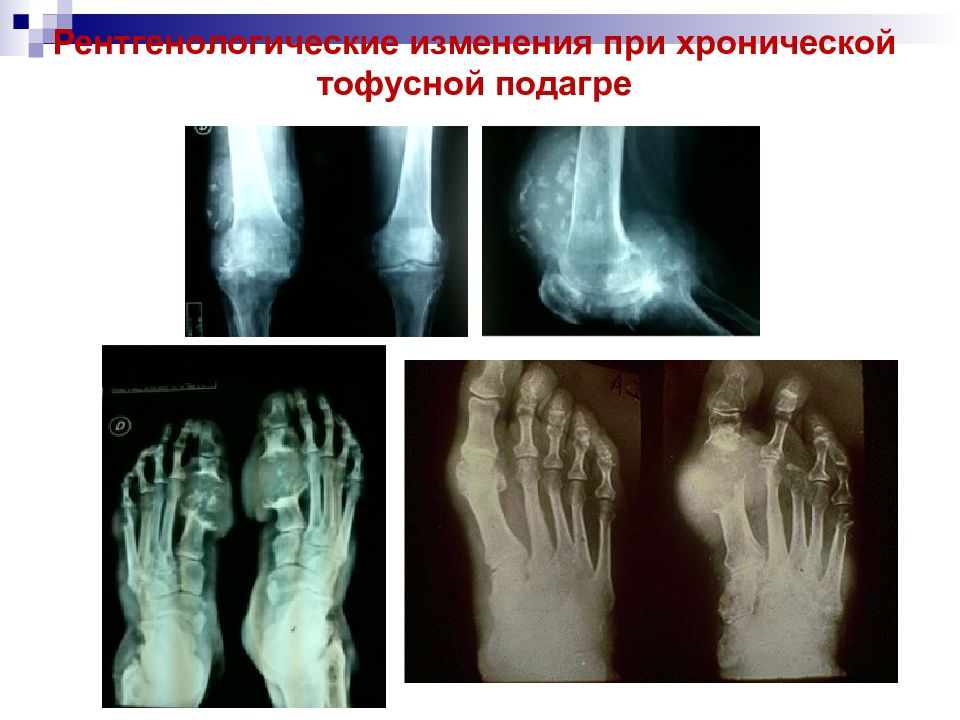 Рентгенологические изменения при хронической
тофусной подагре
D
D